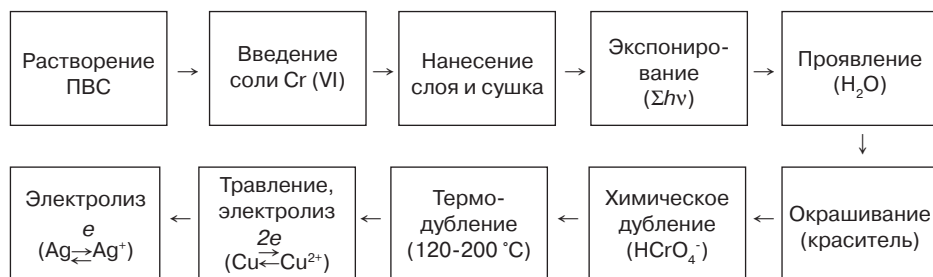 Растворение
ПВС
→
Введение
соли Cr (VI)
→
Нанесение
слоя и сушка
→
Экспониро-
вание
(Σhν)
→
Проявление
(H₂O)
↓
Окрашивание
(краситель)
←
Химическое
дубление
(HCrO₄⁻)
←
Термо-
дубление
(120-200 °C)
←
Травление,
электролиз
2e
(Cu⇄Cu²⁺)
←
Электролиз
e
(Ag⇄Ag⁺)